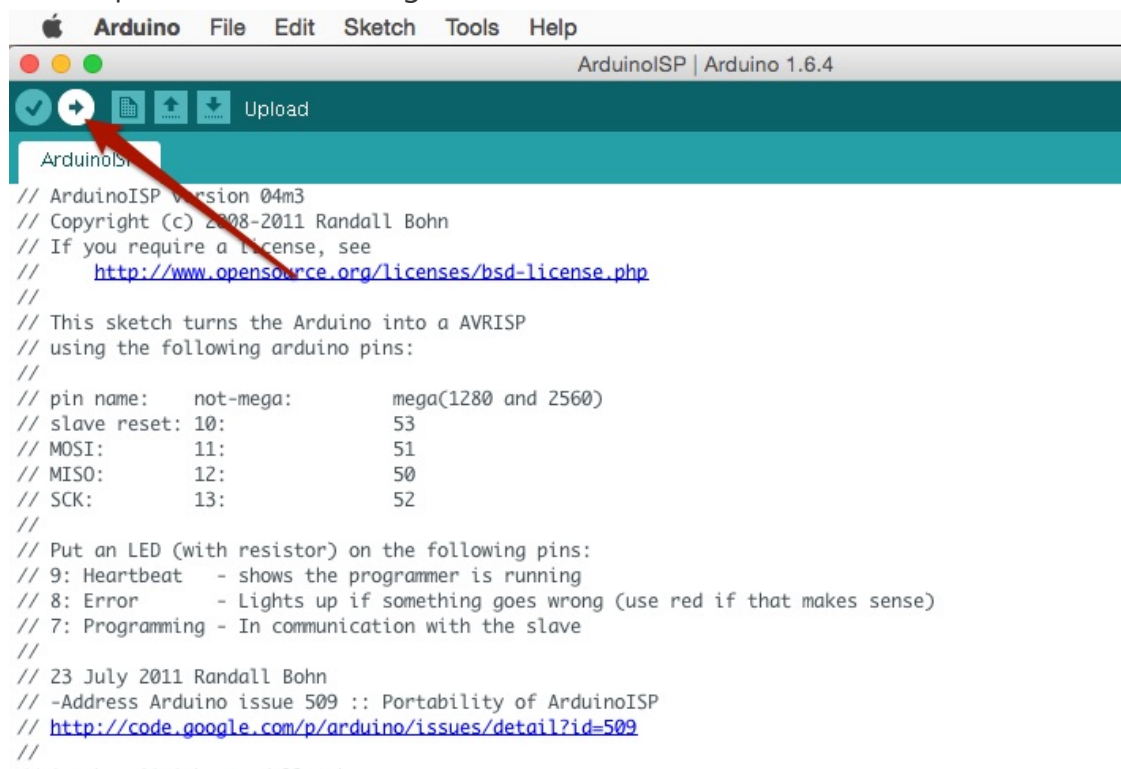 Arduino File Edit Sketch Tools Help
ArduinoISP | Arduino 1.6.4
Upload
// ArduinoISP version 04m3
// Copyright (c) 2008-2011 Randall Bohn
// If you require a license, see
// http://www.opensource.org/licenses/bsd-license.php
//
// This sketch turns the Arduino into a AVRISP
// using the following arduino pins:
//
// pin name: not-mega: mega(1280 and 2560)
// slave reset: 10: 53
// MOSI: 11: 51
// MISO: 12: 50
// SCK: 13: 52
//
// Put an LED (with resistor) on the following pins:
// 9: Heartbeat - shows the programmer is running
// 8: Error - Lights up if something goes wrong (use red if that makes sense)
// 7: Programming - In communication with the slave
//
// 23 July 2011 Randall Bohn
// -Address Arduino issue 509 :: Portability of ArduinoISP
// http://code.google.com/p/arduino/issues/detail?id=509
//